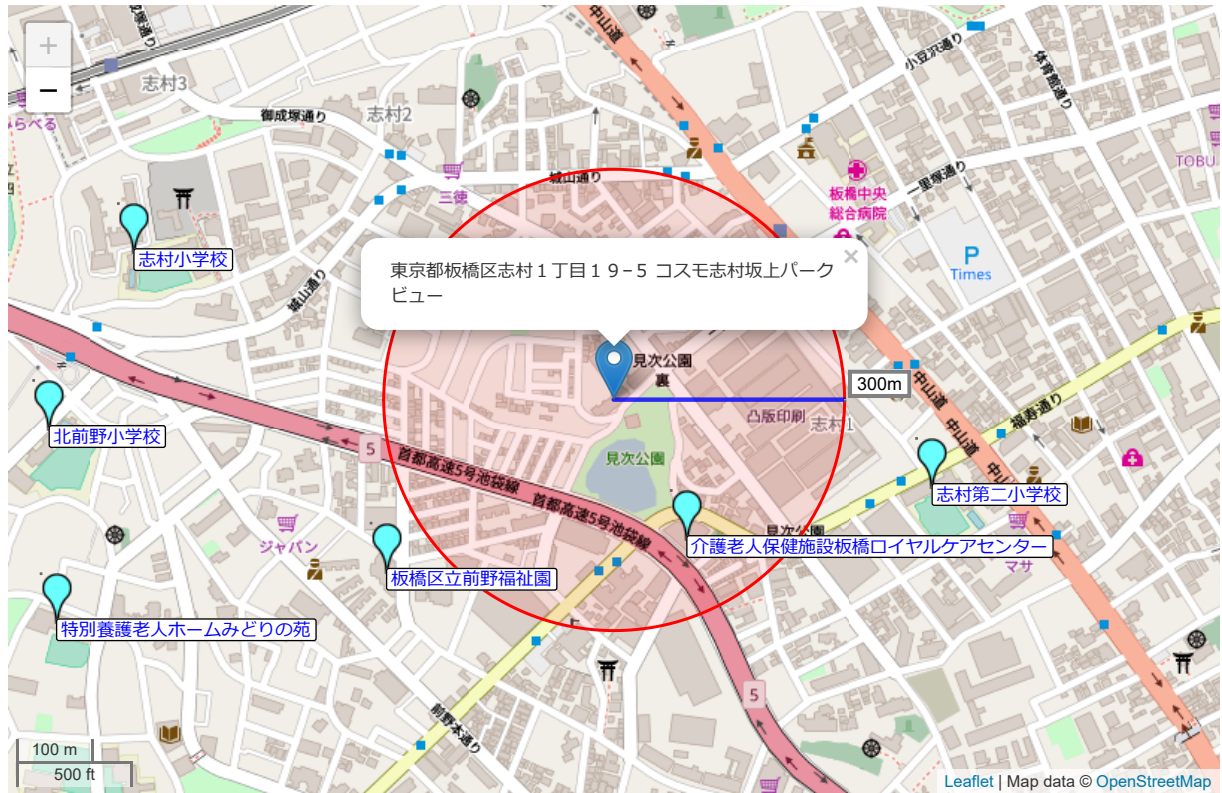 中山道
小豆沢通り
体育館通り
志村3
御成塚通り
志村2
三徳
城山通り
板橋中央
総合病院
一里塚通り
TOBU
志村小学校
P
Times
東京都板橋区志村１丁目１９−５ コスモ志村坂上パーク
ビュー
×
城山通り
見次公園
裏
300m
凸版印刷
志村1
中山道
中山道
福寿通り
北前野小学校
5
首都高速5号池袋線
見次公園
首都高速5号池袋線
志村第二小学校
見次公園
介護老人保健施設板橋ロイヤルケアセンター
マサ
ジャパン
板橋区立前野福祉園
特別養護老人ホームみどりの苑
5
前野本通り
+
−
100 m
500 ft
Leaflet | Map data © OpenStreetMap